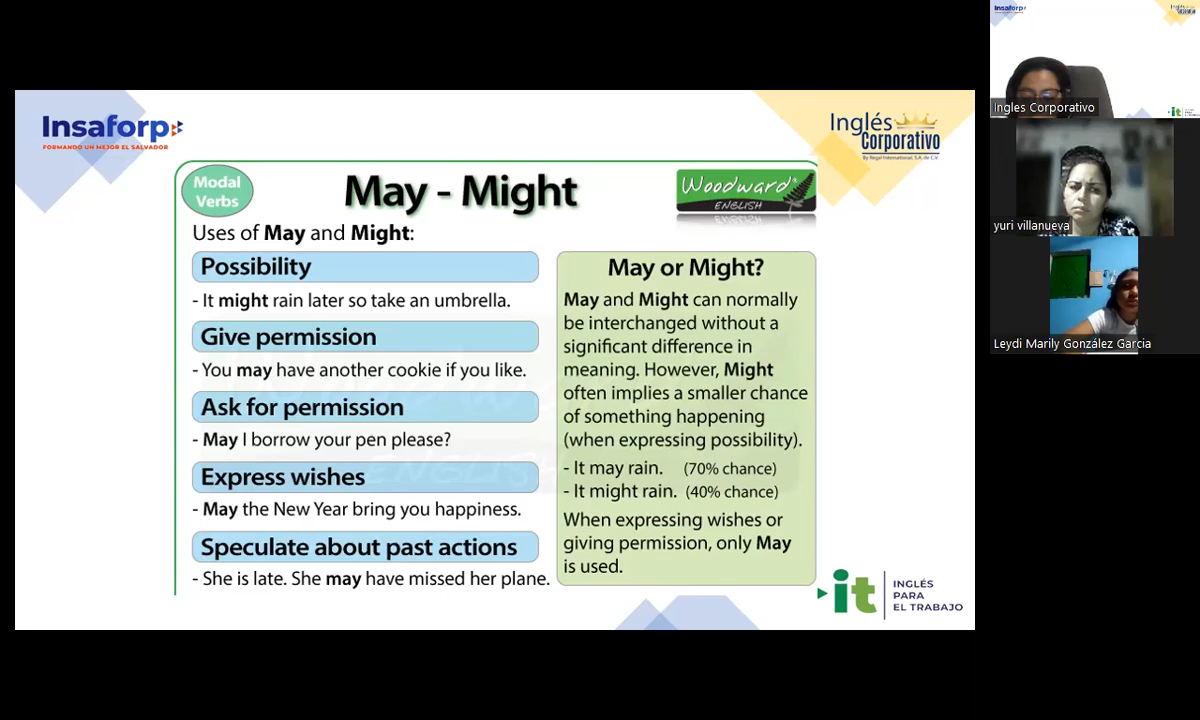 Insaforp
FORMANDO UN MEJOR EL SALVADOR
Inglés
Corporativo
By Regal International, S.A. de C.V.
Modal
Verbs
May - Might
Woodward®
ENGLISH
Uses of May and Might:
Possibility
- It might rain later so take an umbrella.
Give permission
- You may have another cookie if you like.
Ask for permission
- May I borrow your pen please?
Express wishes
- May the New Year bring you happiness.
Speculate about past actions
- She is late. She may have missed her plane.
May or Might?
May and Might can normally
be interchanged without a
significant difference in
meaning. However, Might
often implies a smaller chance
of something happening
(when expressing possibility).
- It may rain. (70% chance)
- It might rain. (40% chance)
When expressing wishes or
giving permission, only May
is used.
it
INGLÉS
PARA
EL TRABAJO
Insaforp
Ingles Corporativo
it
yuri villanueva
Leydi Marily González Garcia